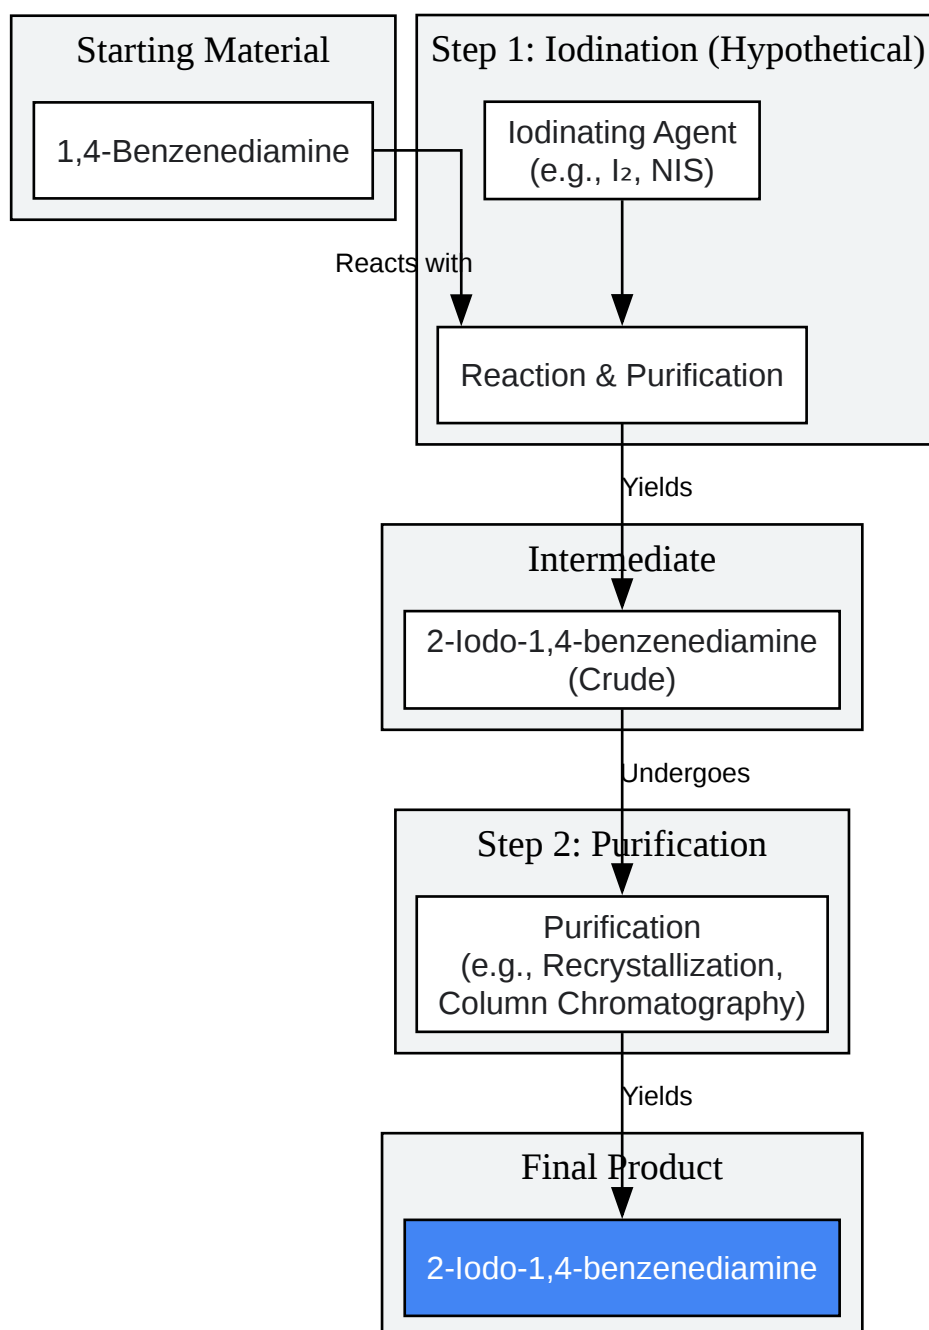 Starting Material
1,4-Benzenediamine
Step 1: Iodination (Hypothetical)
Iodinating Agent
(e.g., I₂, NIS)
Reacts with
Reaction & Purification
Yields
Intermediate
2-Iodo-1,4-benzenediamine
(Crude)
Undergoes
Step 2: Purification
Purification
(e.g., Recrystallization,
Column Chromatography)
Yields
Final Product
2-Iodo-1,4-benzenediamine